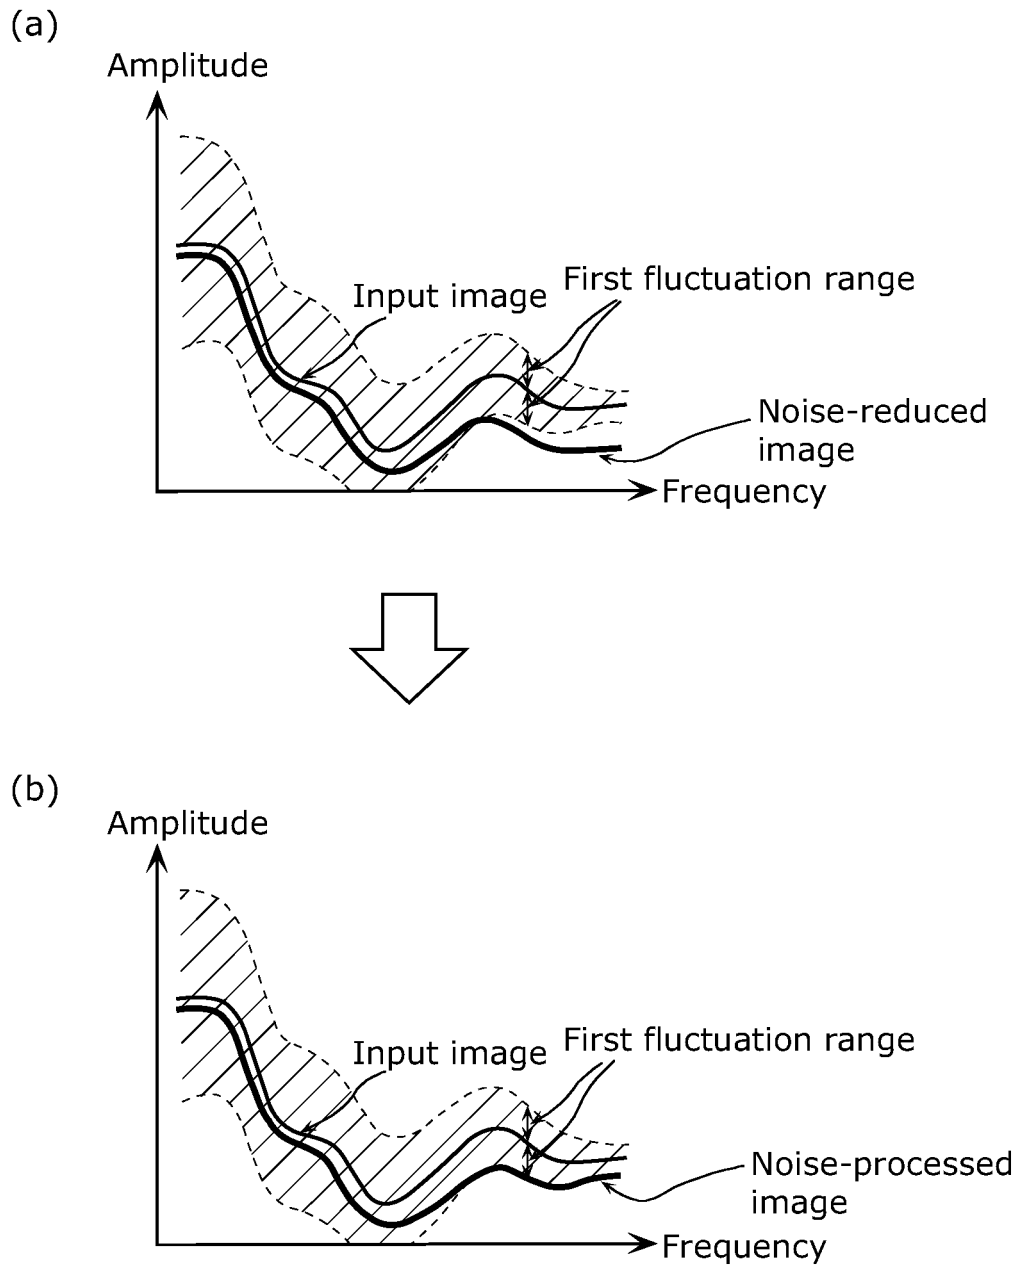 (a)
Amplitude
First fluctuation range
Input image
Noise-reduced
image
Frequency
(b)
Amplitude
First fluctuation range
Input image
Noise-processed
image
Frequency